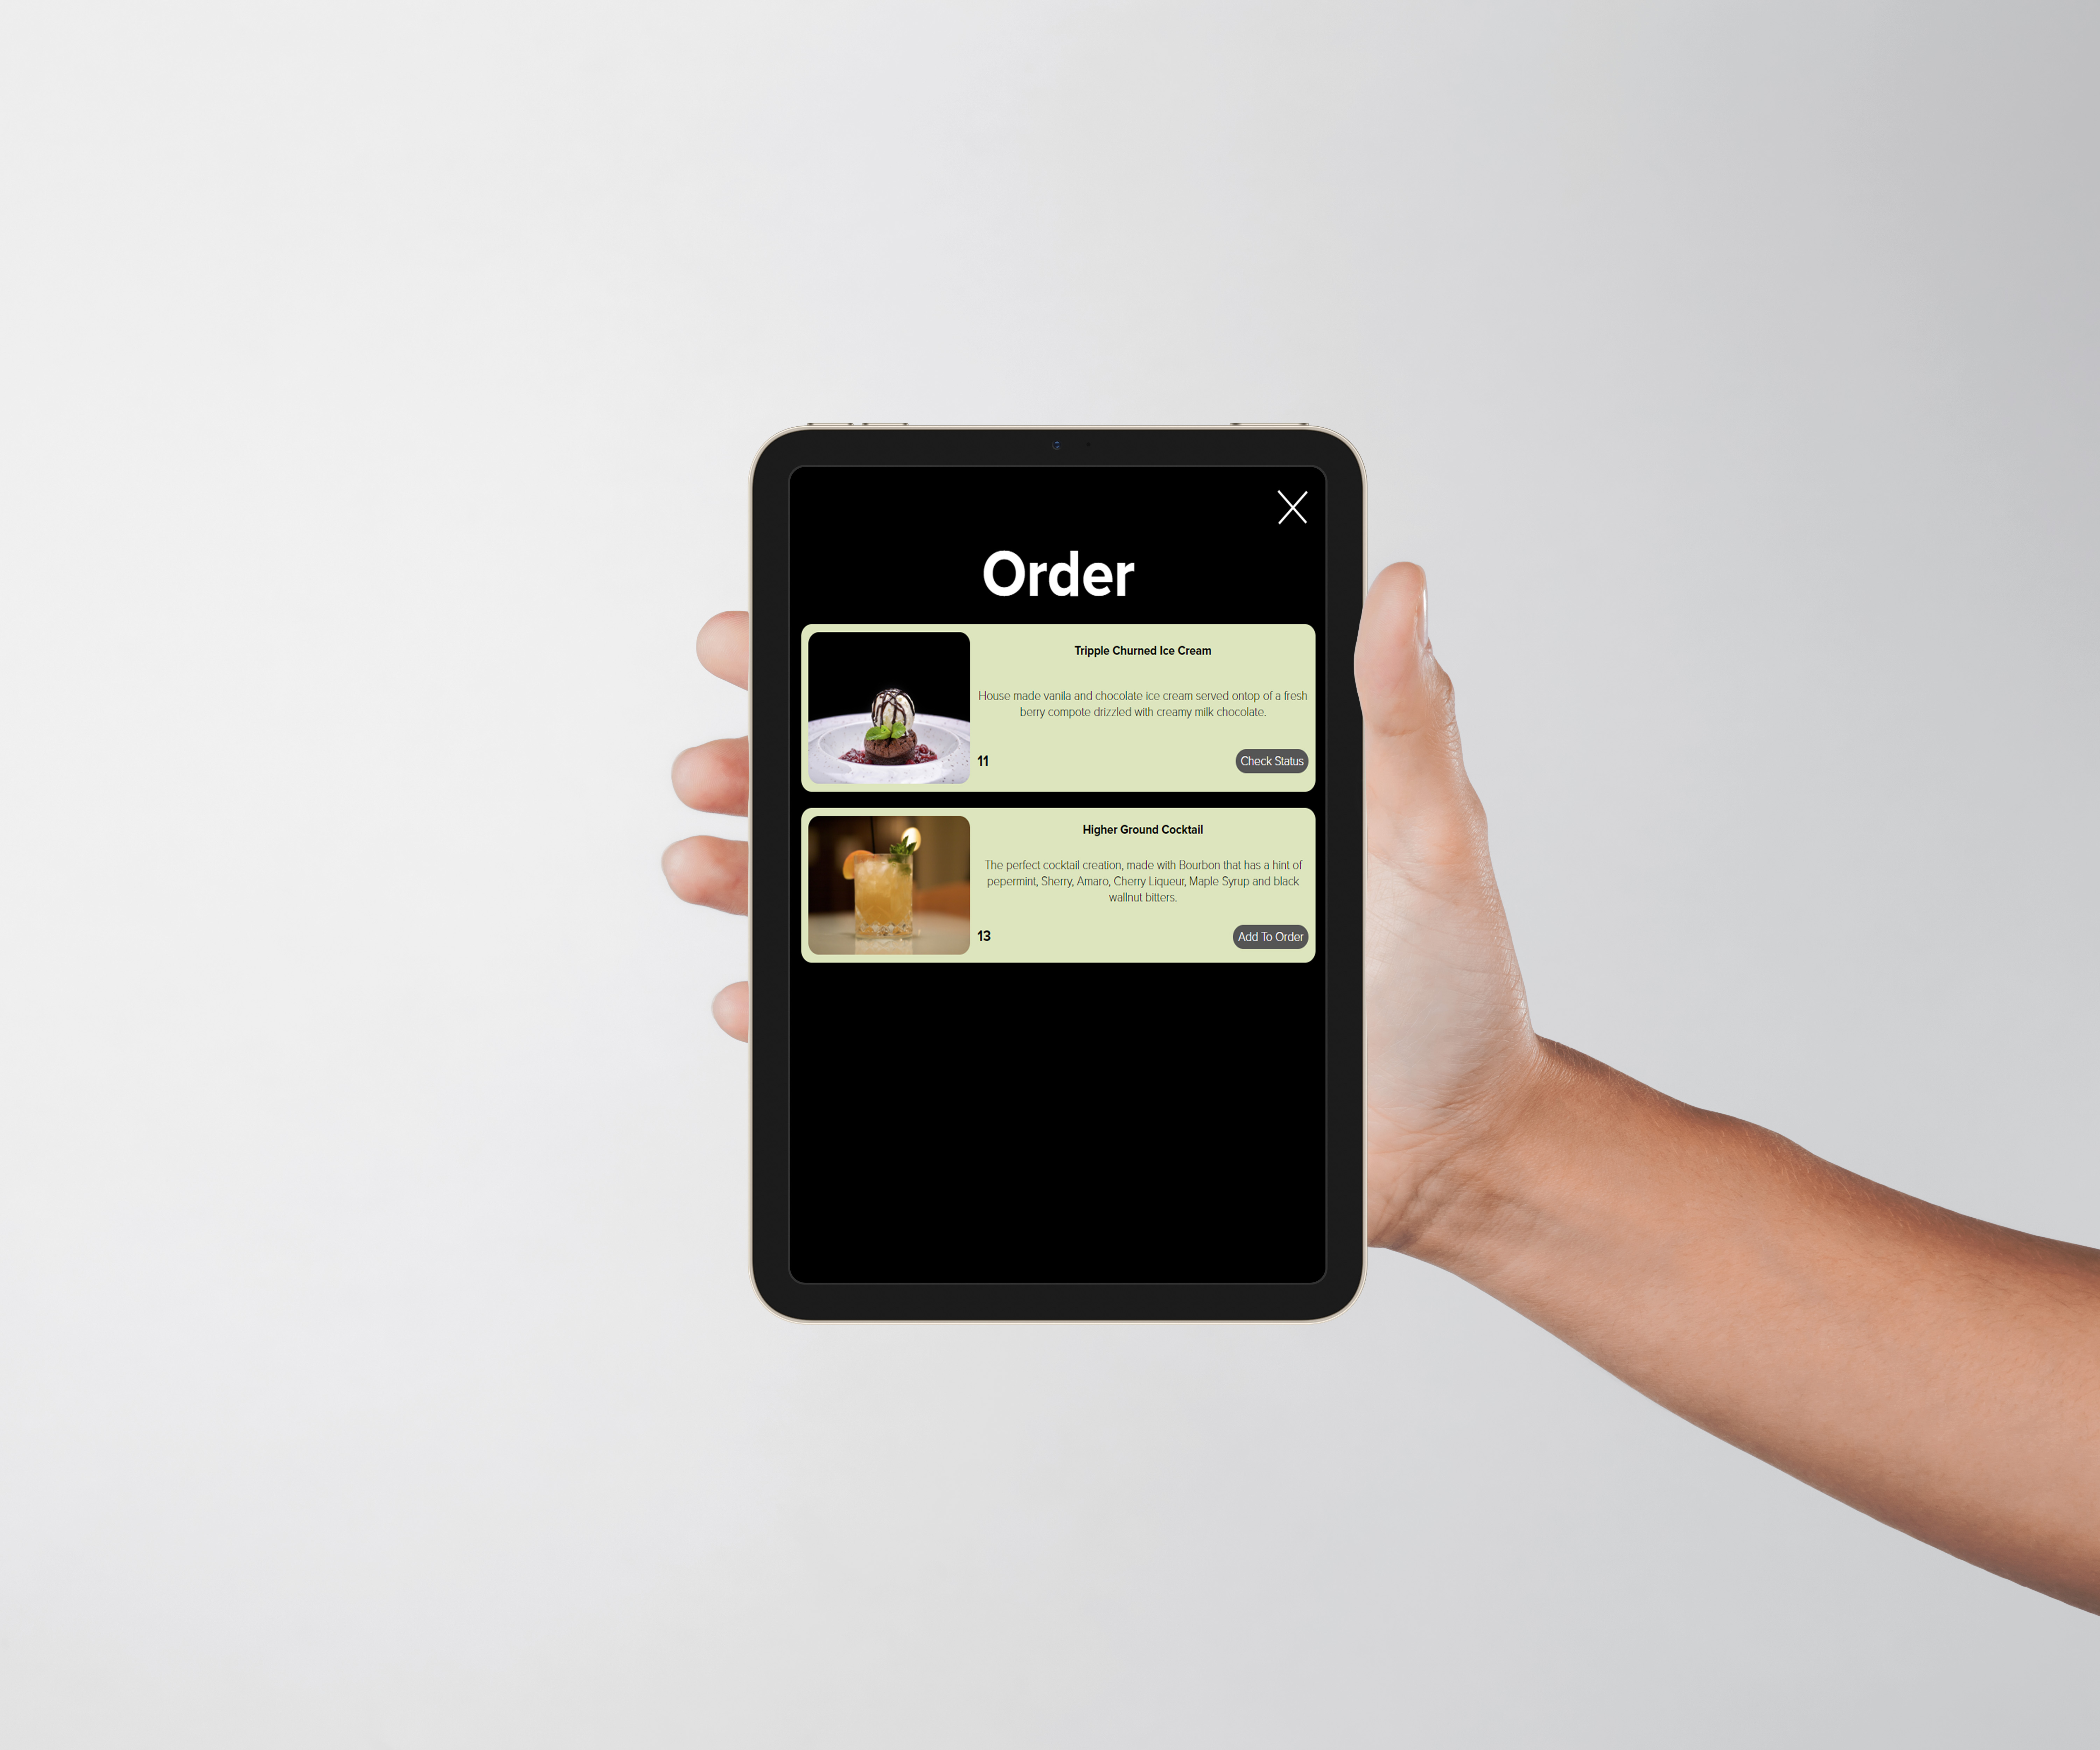 Order
Tripple Churned Ice Cream
House made vanila and chocolate ice cream served ontop of a fresh
berry compote drizzled with creamy milk chocolate.
11
Check Status
Higher Ground Cocktail
The perfect cocktail creation, made with Bourbon that has a hint of
pepermint, Sherry, Amaro, Cherry Liqueur, Maple Syrup and black
wallnut bitters.
13
Add To Order